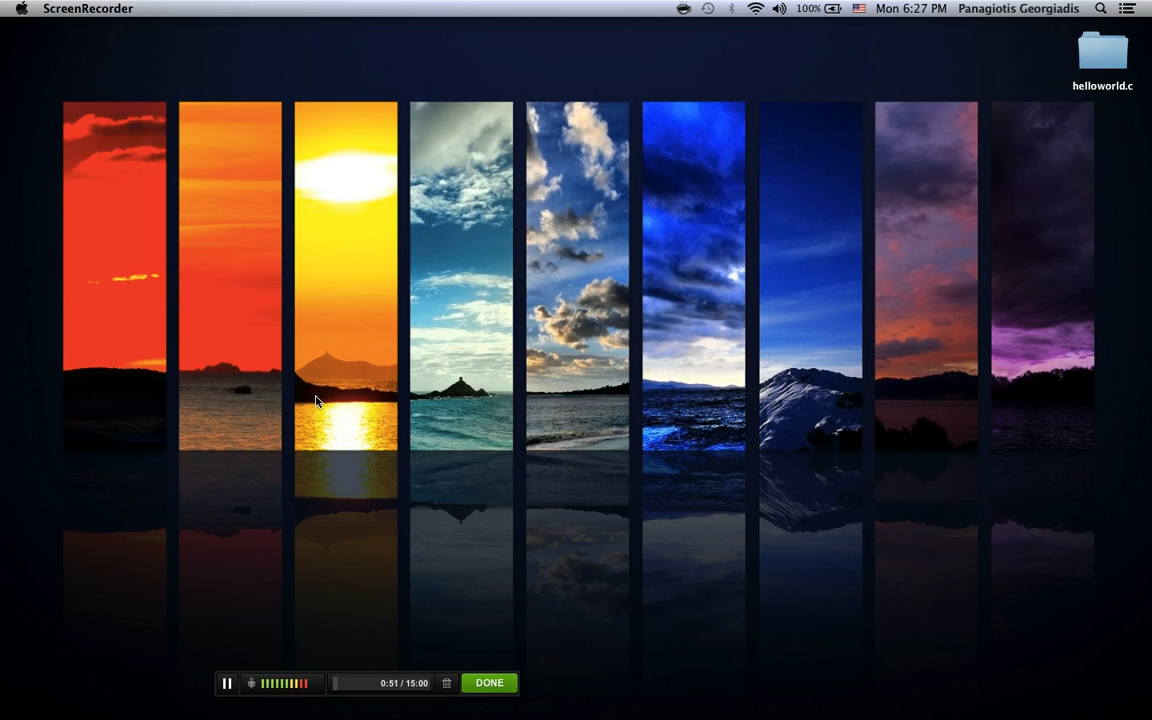 ScreenRecorder
100%
Mon 6:27 PM
Panagiotis Georgiadis
helloworld.c
0:51 / 15:00
DONE